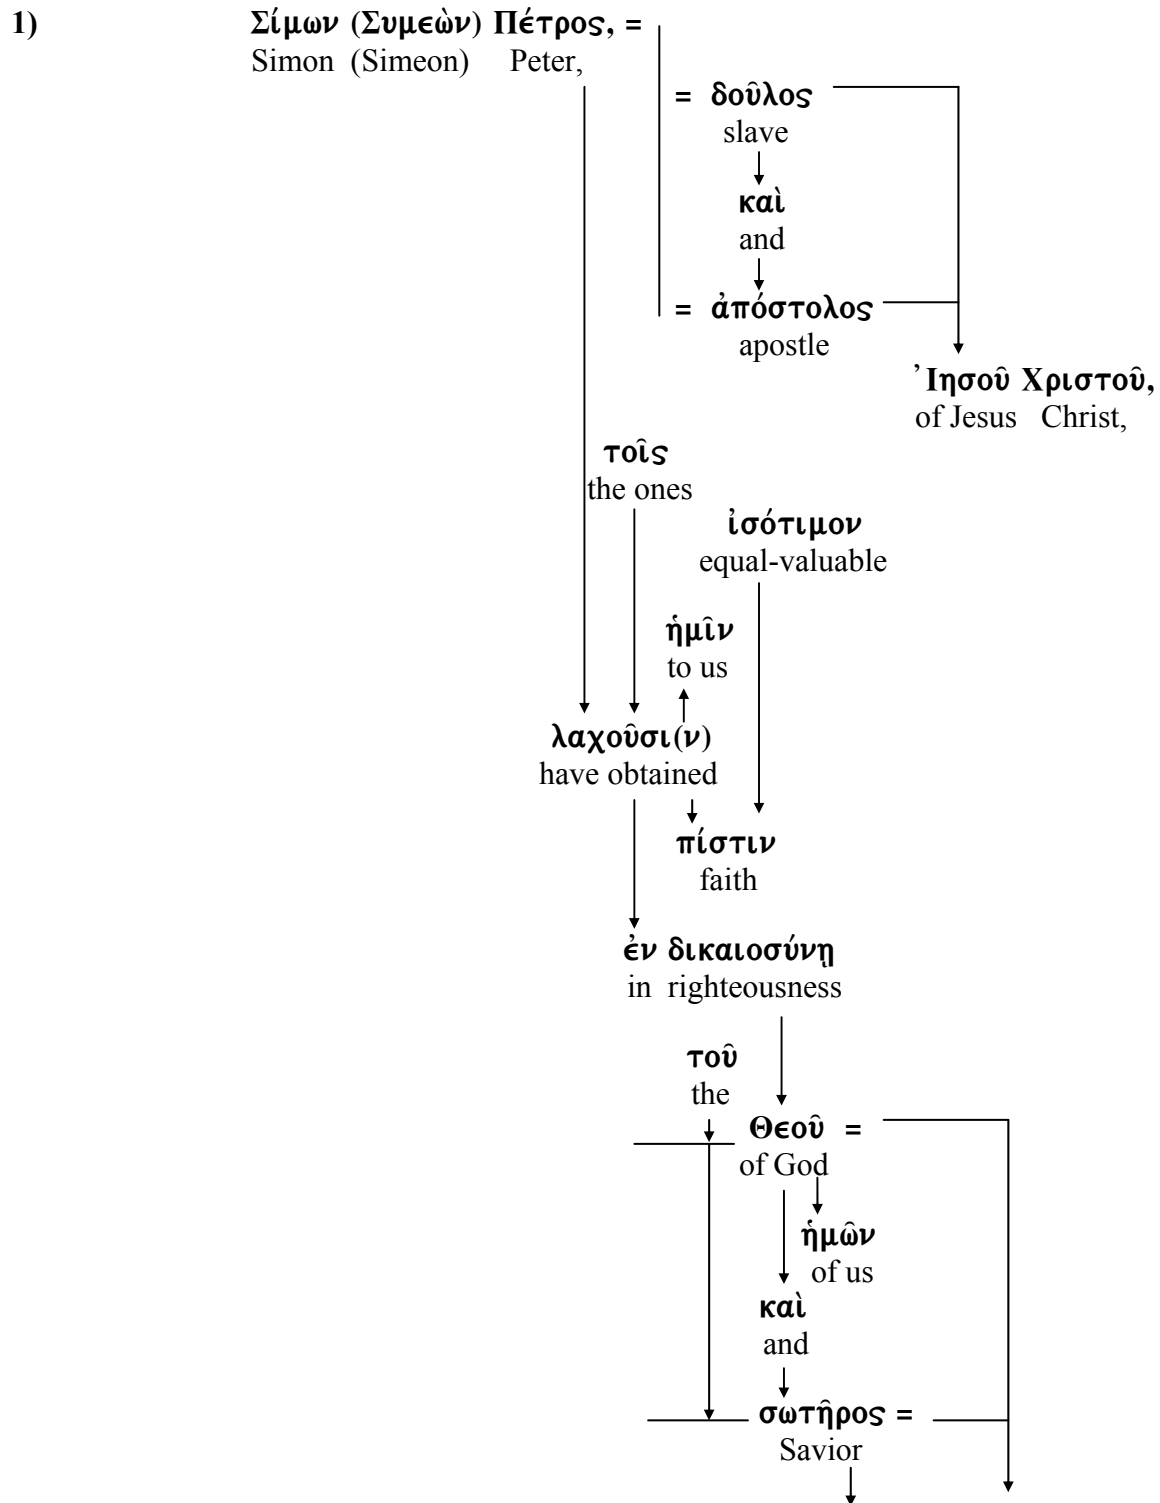 1) Σίμων (Συμεὼν) Πέτρος, =
Simon (Simeon) Peter,
= δοῦλος
slave
καὶ
and
= ἀπόστολος
apostle
Ἰησοῦ Χριστοῦ,
of Jesus Christ,
τοῖς
the ones
ἰσότιμον
equal-valuable
ἡμῖν
to us
λαχοῦσι(ν)
have obtained
πίστιν
faith
ἐν δικαιοσύνῃ
in righteousness
τοῦ
the
Θεοῦ =
of God
ἡμῶν
of us
καὶ
and
σωτῆρος =
Savior